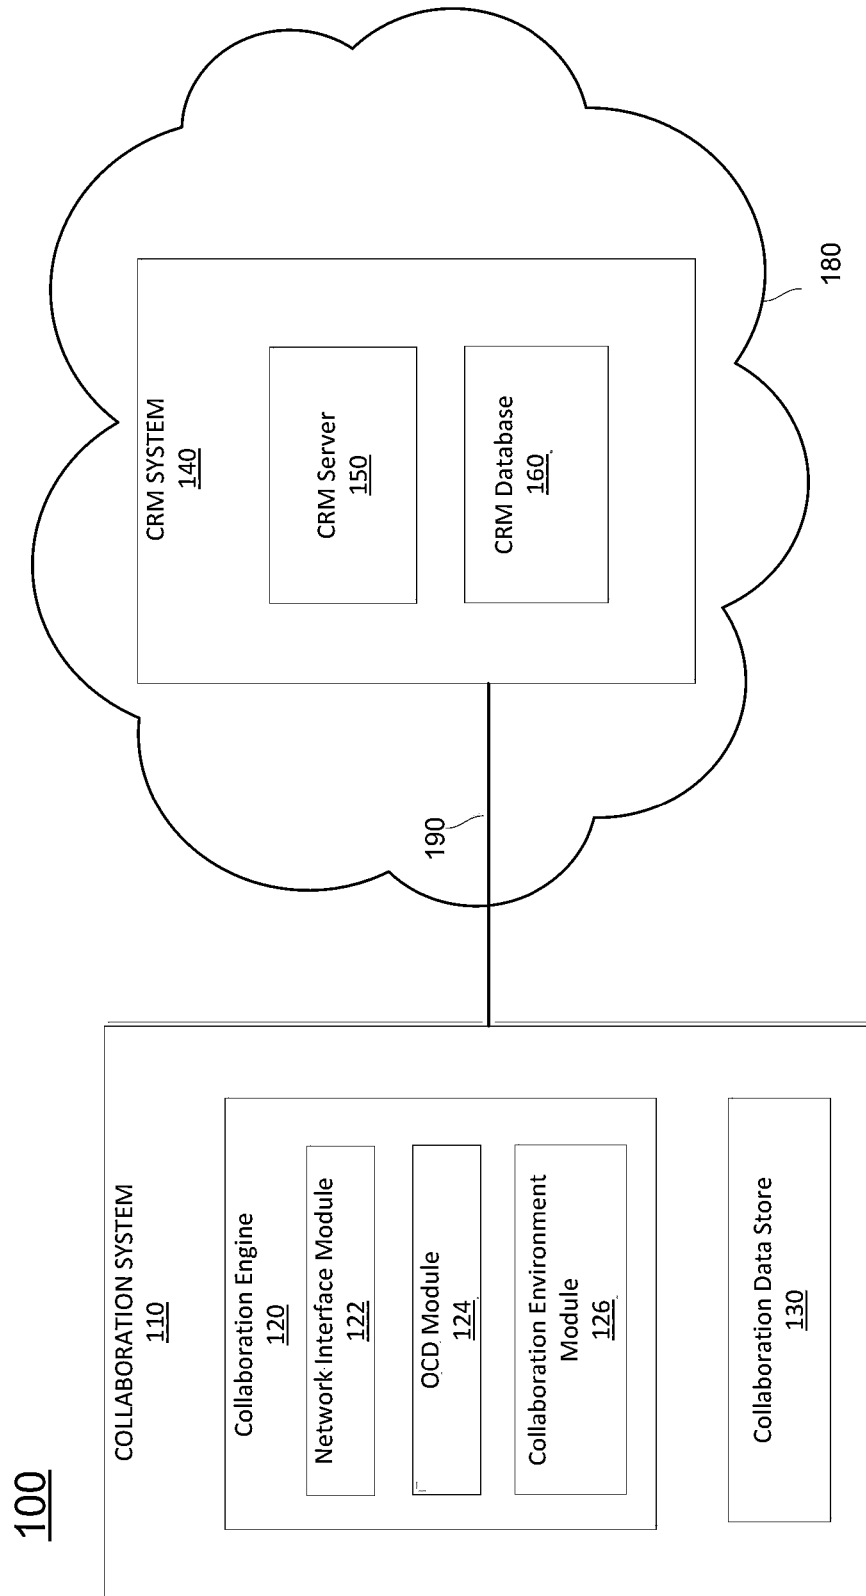 100
COLLABORATION SYSTEM
110
Collaboration Engine
120
Network Interface Module
122
OCD Module
124
Collaboration Environment
Module
126
Collaboration Data Store
130
190
CRM SYSTEM
140
CRM Server
150
CRM Database
160
180